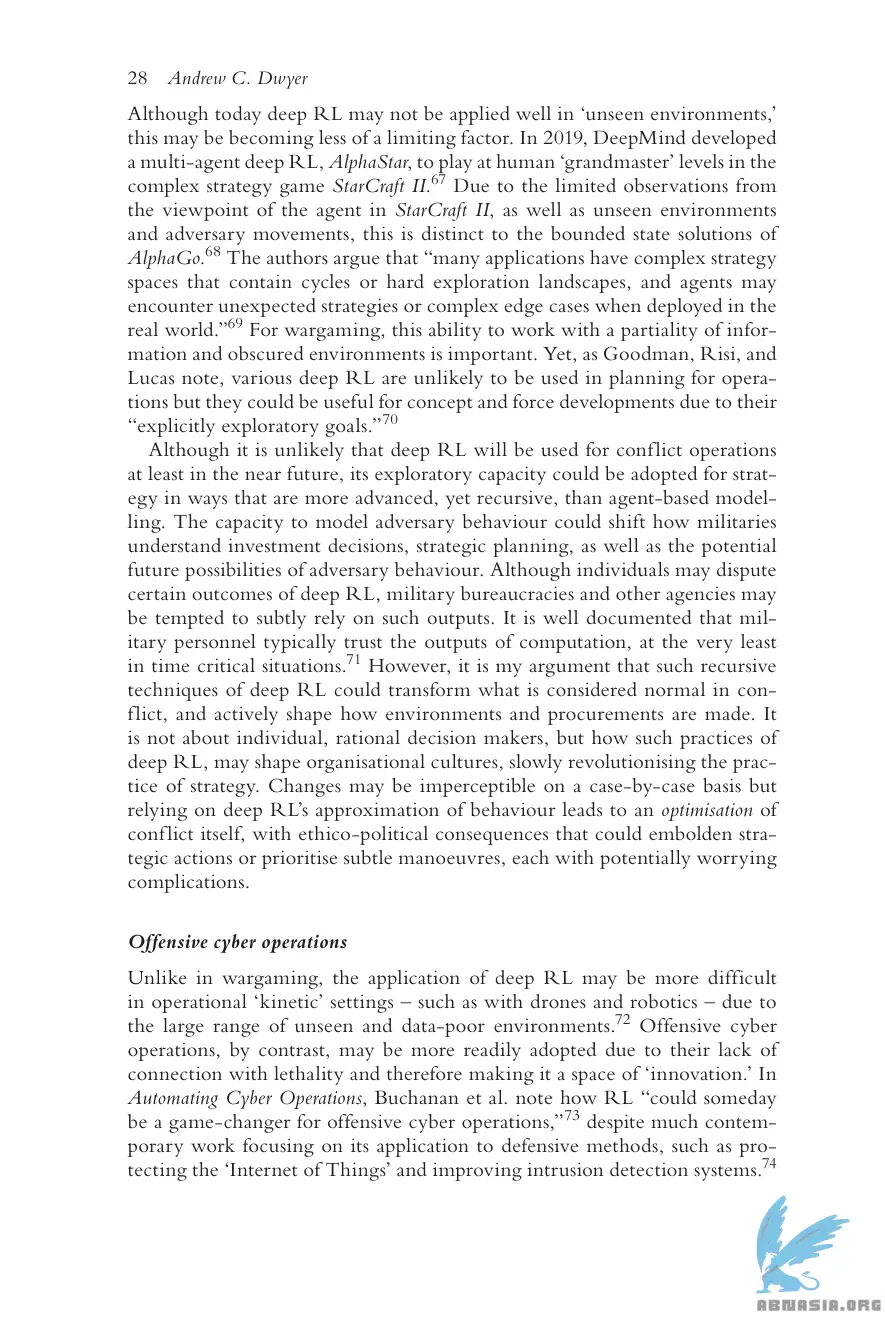 28 Andrew C. Dwyer
Although today deep RL may not be applied well in ‘unseen environments,’
this may be becoming less of a limiting factor. In 2019, DeepMind developed
a multi-agent deep RL, AlphaStar, to play at human ‘grandmaster’ levels in the
complex strategy game StarCraft II.67 Due to the limited observations from
the viewpoint of the agent in StarCraft II, as well as unseen environments
and adversary movements, this is distinct to the bounded state solutions of
AlphaGo.68 The authors argue that “many applications have complex strategy
spaces that contain cycles or hard exploration landscapes, and agents may
encounter unexpected strategies or complex edge cases when deployed in the
real world.”69 For wargaming, this ability to work with a partiality of infor-
mation and obscured environments is important. Yet, as Goodman, Risi, and
Lucas note, various deep RL are unlikely to be used in planning for opera-
tions but they could be useful for concept and force developments due to their
“explicitly exploratory goals.”70
Although it is unlikely that deep RL will be used for conflict operations
at least in the near future, its exploratory capacity could be adopted for strat-
egy in ways that are more advanced, yet recursive, than agent-based model-
ling. The capacity to model adversary behaviour could shift how militaries
understand investment decisions, strategic planning, as well as the potential
future possibilities of adversary behaviour. Although individuals may dispute
certain outcomes of deep RL, military bureaucracies and other agencies may
be tempted to subtly rely on such outputs. It is well documented that mil-
itary personnel typically trust the outputs of computation, at the very least
in time critical situations.71 However, it is my argument that such recursive
techniques of deep RL could transform what is considered normal in con-
flict, and actively shape how environments and procurements are made. It
is not about individual, rational decision makers, but how such practices of
deep RL, may shape organisational cultures, slowly revolutionising the prac-
tice of strategy. Changes may be imperceptible on a case-by-case basis but
relying on deep RL’s approximation of behaviour leads to an optimisation of
conflict itself, with ethico-political consequences that could embolden stra-
tegic actions or prioritise subtle manoeuvres, each with potentially worrying
complications.
Offensive cyber operations
Unlike in wargaming, the application of deep RL may be more difficult
in operational ‘kinetic’ settings – such as with drones and robotics – due to
the large range of unseen and data-poor environments.72 Offensive cyber
operations, by contrast, may be more readily adopted due to their lack of
connection with lethality and therefore making it a space of ‘innovation.’ In
Automating Cyber Operations, Buchanan et al. note how RL “could someday
be a game-changer for offensive cyber operations,”73 despite much contem-
porary work focusing on its application to defensive methods, such as pro-
tecting the ‘Internet of Things’ and improving intrusion detection systems.74
ABNASIA.ORG